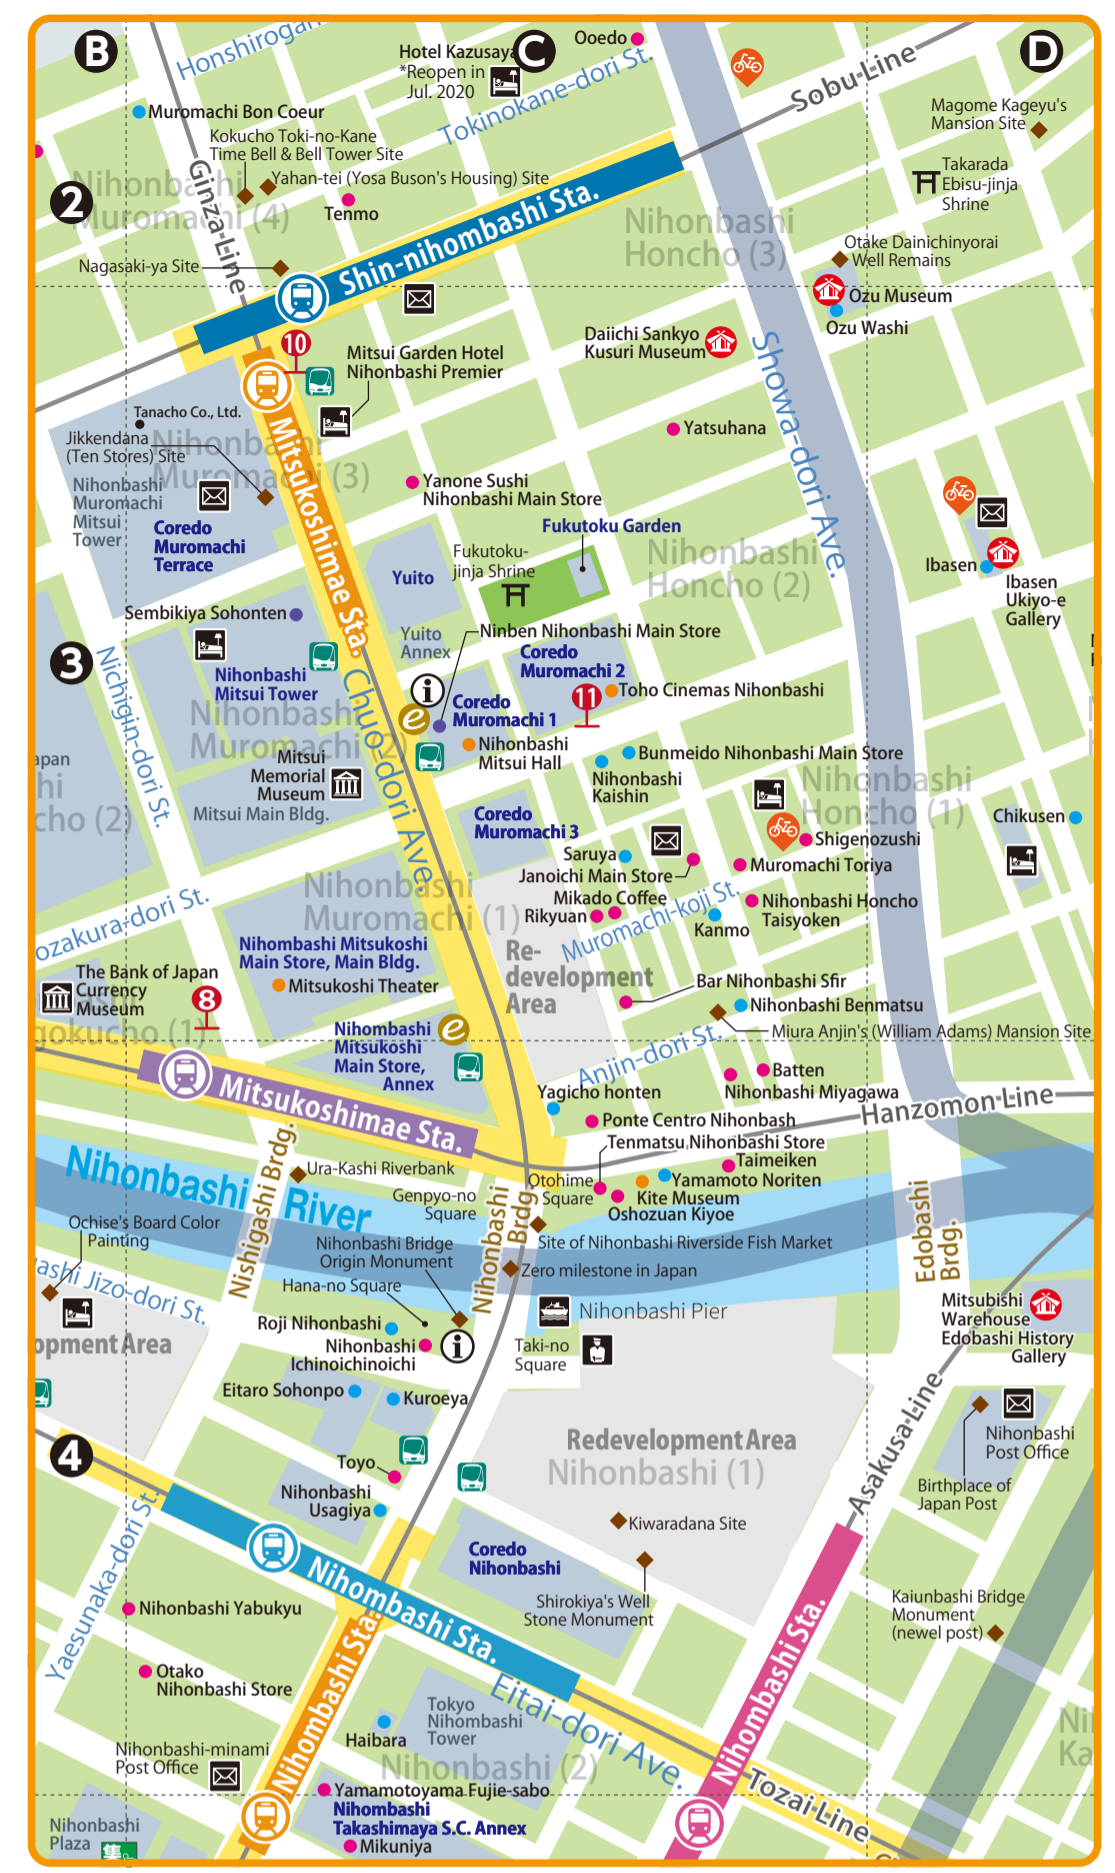 B
C
D
Honshirogan
Hotel Kazusaya
*Reopen in
Jul. 2020
Ooedo
Tokinokane-dori St.
Sobu-Line
Magome Kageyu's
Mansion Site
Muromachi Bon Coeur
Kokucho Toki-no-Kane
Time Bell & Bell Tower Site
Yahan-tei (Yosa Buson's Housing) Site
Nihonbashi
Muromachi (4)
Ginza-Line
Tenmo
2
Takarada
Ebisu-jinja
Shrine
Shin-nihombashi Sta.
Nihonbashi
Honcho (3)
Otake Dainichinyorai
Well Remains
Nagasaki-ya Site
Ozu Museum
Ozu Washi
Daiichi Sankyo
Kusuri Museum
Showa-dori Ave.
10
Mitsui Garden Hotel
Nihonbashi Premier
Tanacho Co., Ltd.
Jikkendana
(Ten Stores) Site
Nihonbashi
Muromachi (3)
Mitsukoshimae Sta.
Yatsuhana
Nihonbashi
Muromachi
Mitsui
Tower
Coredo
Muromachi
Terrace
Yanone Sushi
Nihonbashi Main Store
Fukutoku Garden
Fukutoku-
jinja Shrine
Yuito
Nihonbashi
Honcho (2)
Ibasen
Ibasen
Ukiyo-e
Gallery
Sembikiya Sohonten
Yuito
Annex
Ninben Nihonbashi Main Store
3
Nichigin-dori St.
Nihonbashi
Mitsui Tower
Coredo
Muromachi 2
11
Toho Cinemas Nihonbashi
Coredo
Muromachi 1
Nihonbashi
Muromachi (2)
Chuo-dori Ave.
Nihonbashi
Mitsui Hall
Bunmeido Nihonbashi Main Store
Nihonbashi
Kaishin
Mitsui
Memorial
Museum
Mitsui Main Bldg.
apan
hi
cho (2)
Nihonbashi
Honcho (1)
Chikusen
Coredo
Muromachi 3
Shigenozushi
Saruya
Janoichi Main Store
Muromachi Toriya
Mikado Coffee
Rikyuan
Muromachi-koji St.
Nihonbashi Honcho
Taisyoken
Kanmo
Nihonbashi
Muromachi (1)
ozakura-dori St.
Nihombashi Mitsukoshi
Main Store, Main Bldg.
Mitsukoshi Theater
Re-
development
Area
The Bank of Japan
Currency
Museum
ashi
gokucho (1)
8
Bar Nihonbashi Sfir
Nihonbashi Benmatsu
Miura Anjin's (William Adams) Mansion Site
Nihombashi
Mitsukoshi
Main Store,
Annex
Anjin-dori St.
Mitsukoshimae Sta.
Batten
Nihonbashi Miyagawa
Yagicho honten
Hanzomon-Line
Ponte Centro Nihonbash
Tenmatsu Nihonbashi Store
Taimeiken
Nihonbashi River
Nishigashi Brdg.
Ura-Kashi Riverbank
Genpyo-no
Square
Nihonbashi
Brdg.
Otohime
Square
Yamamoto Noriten
Kite Museum
Oshozuan Kiyoe
Edobashi
Brdg.
Ochise's Board Color
Painting
Site of Nihonbashi Riverside Fish Market
Nihonbashi Bridge
Origin Monument
Zero milestone in Japan
ashi Jizo-dori St.
Hana-no Square
Nihonbashi Pier
Mitsubishi
Warehouse
Edobashi History
Gallery
Roji Nihonbashi
Nihonbashi
Ichinoichinoichi
Taki-no
Square
opment Area
Eitaro Sohonpo
Kuroeya
Asakusa-Line
Nihonbashi
Post Office
Birthplace of
Japan Post
Redevelopment Area
Nihonbashi (1)
4
Toyo
Nihonbashi
Usagiya
Kiwaradana Site
Yaesunaka-dori St.
Coredo
Nihonbashi
Shirokiya's Well
Stone Monument
Nihombashi Sta.
Kaiunbashi Bridge
Monument
(newel post)
Nihonbashi Yabukyu
Nihombashi Sta.
Nihombashi Sta.
Otako
Nihonbashi Store
Eitai-dori Ave.
Tokyo
Nihombashi
Tower
Haibara
Nihonbashi (2)
Ni
Ka
Nihonbashi-minami
Post Office
Tozai-Line
Yamamotoyama Fujie-sabo
Nihombashi
Takashimaya S.C. Annex
Mikuniya
Nihonbashi
Plaza
集